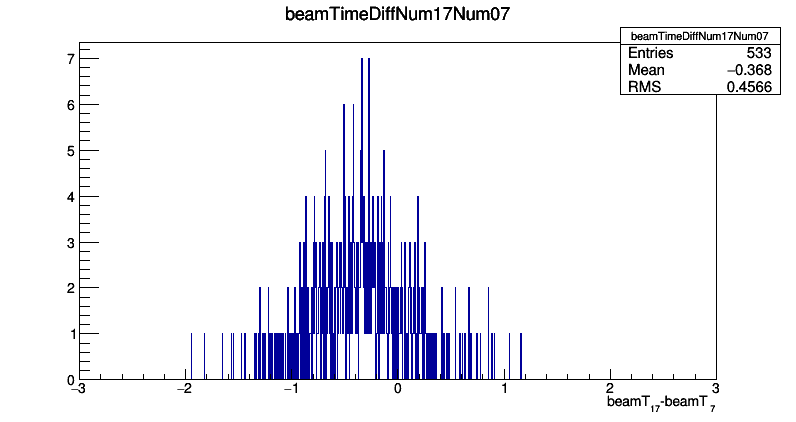 beamTimeDiffNum17Num07
beamTimeDiffNum17Num07
Entries 533
Mean −0.368
RMS 0.4566
7
6
5
4
3
2
1
0
−3 −2 −1 0 1 2 3
beamT17-beamT7